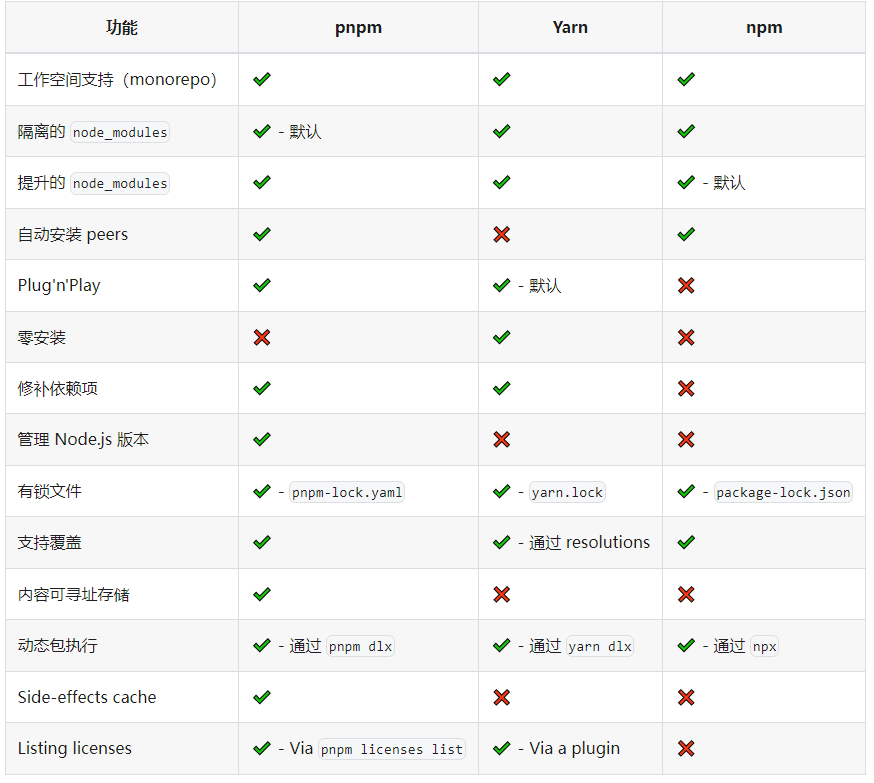 功能 pnpm Yarn npm
工作空间支持（monorepo） ✔ ✔ ✔
隔离的 node_modules ✔ - 默认 ✔ ✔
提升的 node_modules ✔ ✔ ✔ - 默认
自动安装 peers ✔ ❌ ✔
Plug'n'Play ✔ ✔ - 默认 ❌
零安装 ❌ ✔ ❌
修补依赖项 ✔ ✔ ❌
管理 Node.js 版本 ✔ ❌ ❌
有锁文件 ✔ - pnpm-lock.yaml ✔ - yarn.lock ✔ - package-lock.json
支持覆盖 ✔ ✔ - 通过 resolutions ✔
内容可寻址存储 ✔ ❌ ❌
动态包执行 ✔ - 通过 pnpm dlx ✔ - 通过 yarn dlx ✔ - 通过 npx
Side-effects cache ✔ ❌ ❌
Listing licenses ✔ - Via pnpm licenses list ✔ - Via a plugin ❌